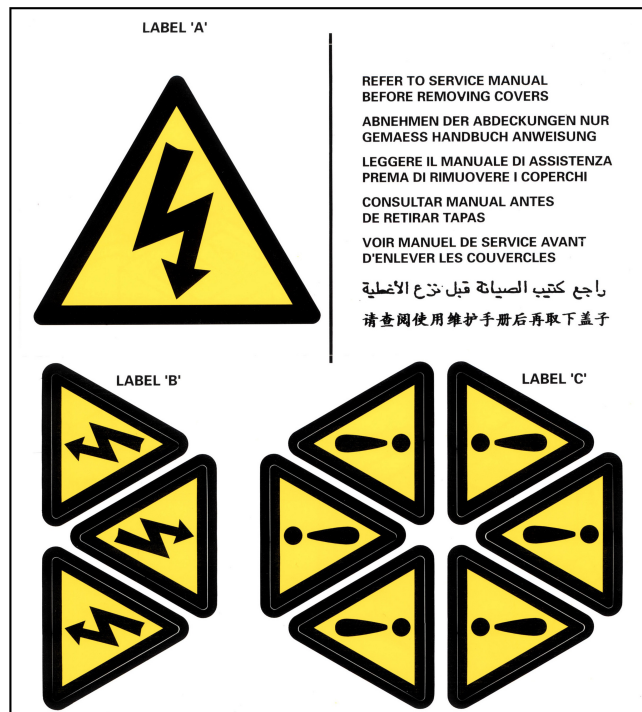 LABEL 'A'
REFER TO SERVICE MANUAL
BEFORE REMOVING COVERS
ABNEHMEN DER ABDECKUNGEN NUR
GEMAESS HANDBUCH ANWEISUNG
LEGGERE IL MANUALE DI ASSISTENZA
PREMA DI RIMUOVERE I COPERCHI
CONSULTAR MANUAL ANTES
DE RETIRAR TAPAS
VOIR MANUEL DE SERVICE AVANT
D'ENLEVER LES COUVERCLES
راجع كتيب الصيانة قبل نزع الأغطية
请查阅使用维护手册后再取下盖子
LABEL 'B'
LABEL 'C'